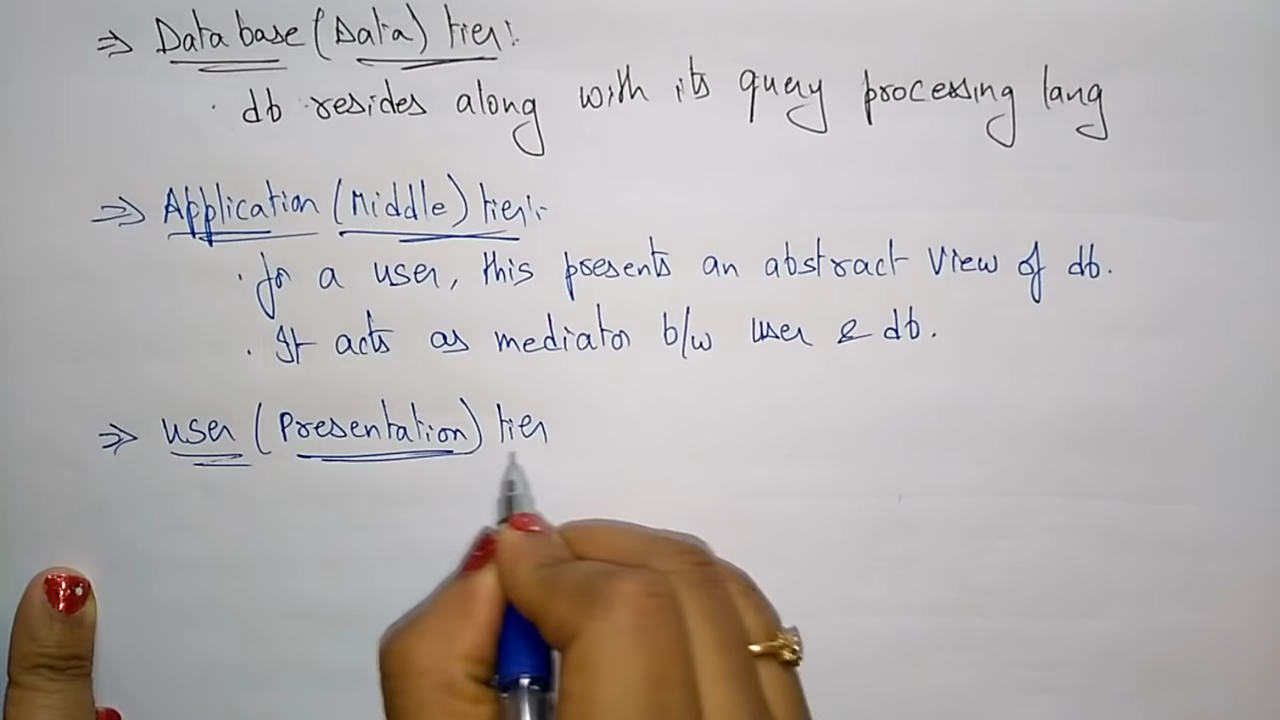 ⇒ Database (Data) tier:
· db resides along with its query processing lang
⇒ Application (Middle) tier:-
· for a user, this presents an abstract view of db.
· It acts as mediator b/w user & db.
⇒ user (Presentation) tier